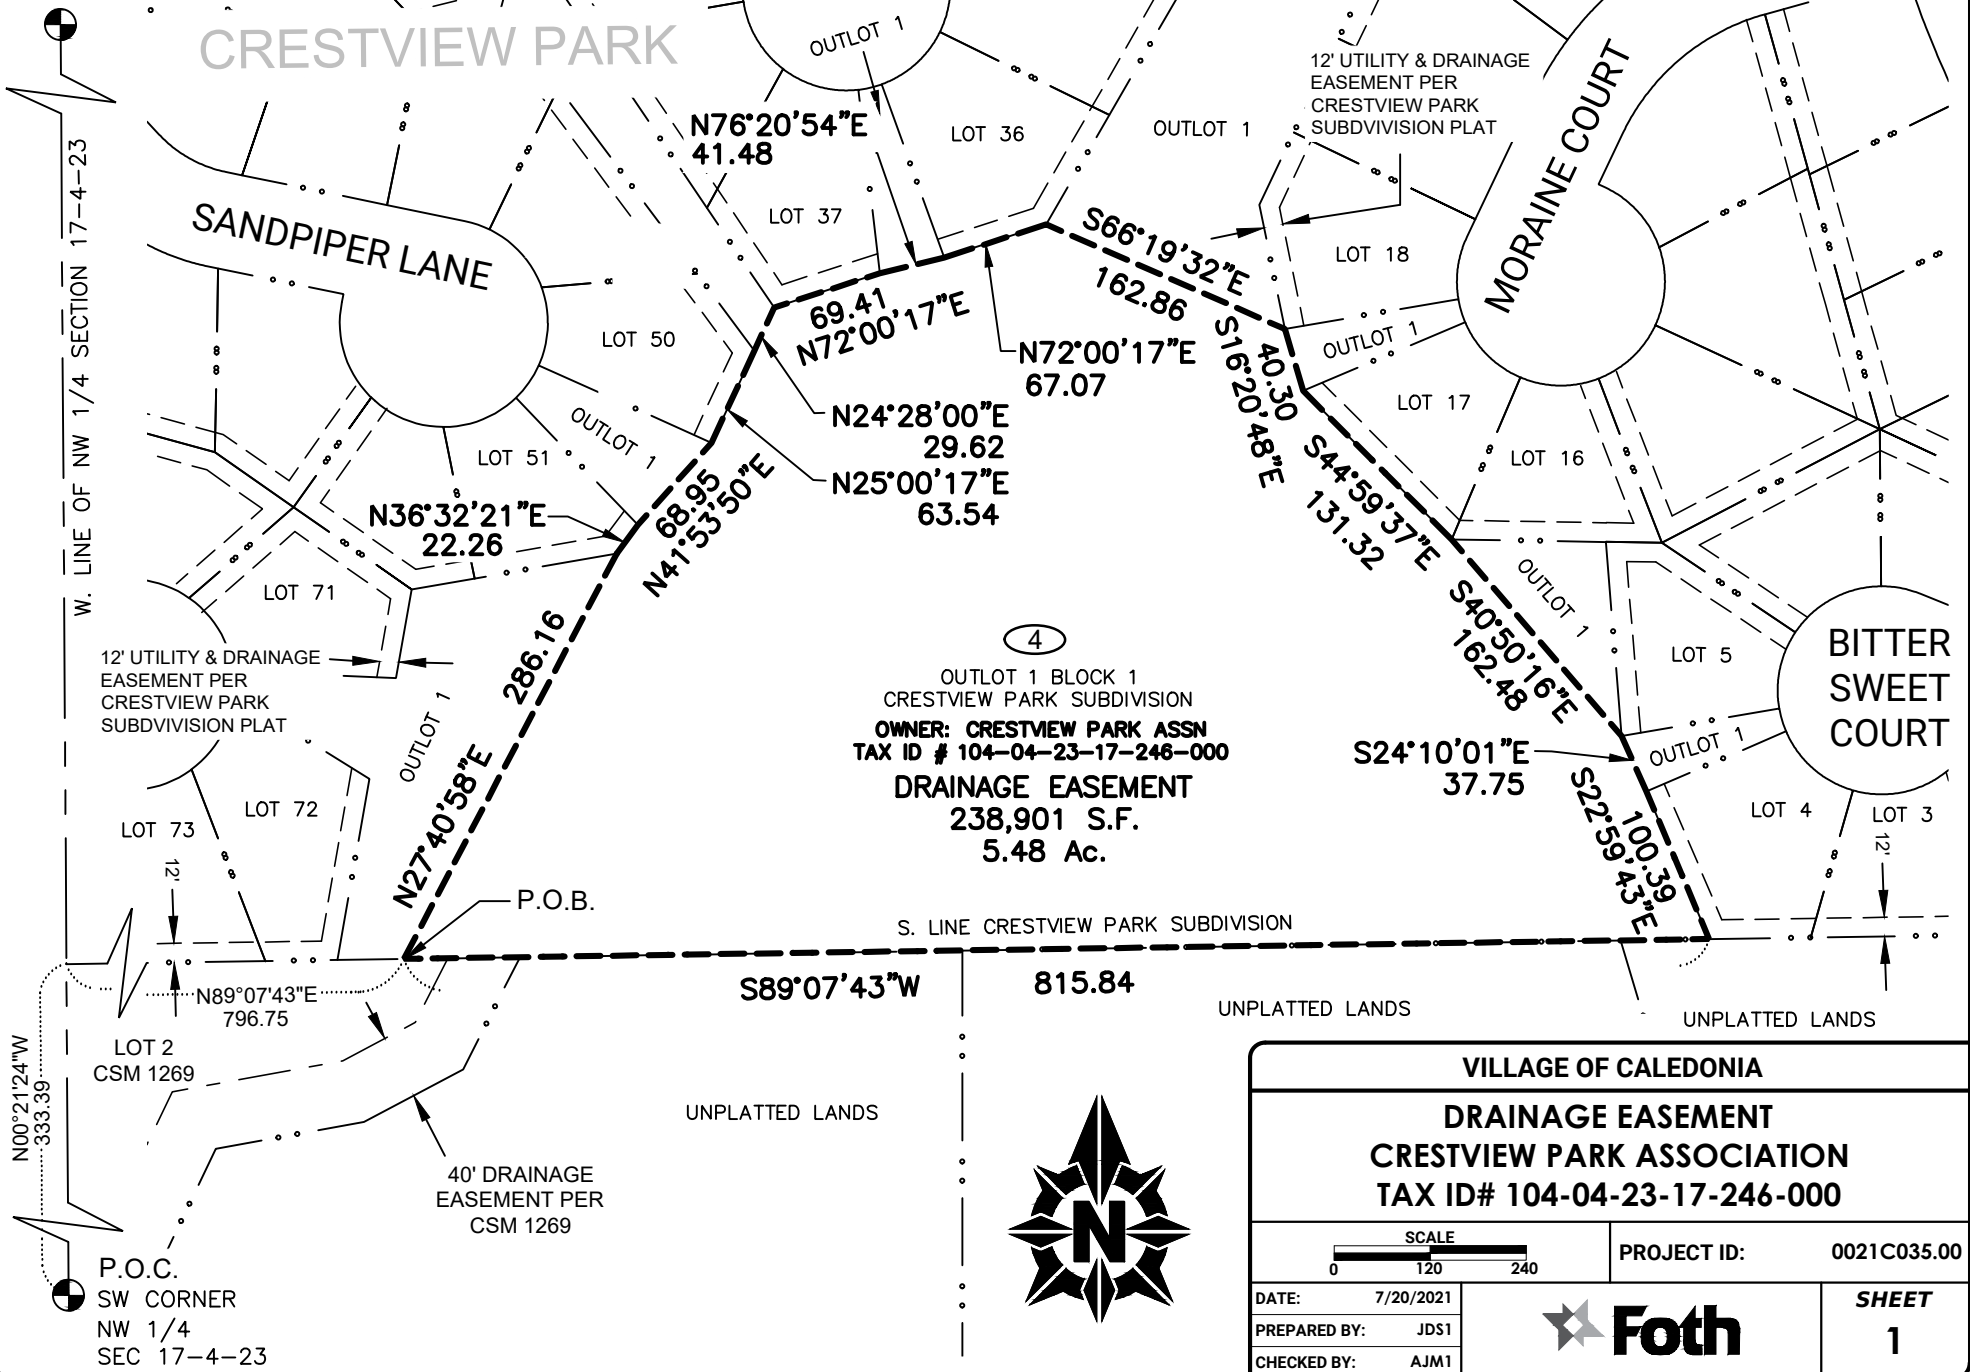 CRESTVIEW PARK
OUTLOT 1
12' UTILITY & DRAINAGE
EASEMENT PER
CRESTVIEW PARK
SUBDVIVISION PLAT
MORAINE COURT
N76°20'54"E
41.48
LOT 36
OUTLOT 1
W. LINE OF NW 1/4 SECTION 17-4-23
SANDPIPER LANE
LOT 37
S66°19'32"E
162.86
LOT 18
69.41
N72°00'17"E
LOT 50
N72°00'17"E
67.07
S16°20'48"E
40.30
OUTLOT 1
LOT 17
N24°28'00"E
29.62
OUTLOT 1
LOT 51
LOT 16
N25°00'17"E
63.54
68.95
N41°53'50"E
S44°59'37"E
131.32
N36°32'21"E
22.26
OUTLOT 1
LOT 71
S40°50'16"E
162.48
286.16
N27°40'58"E
4
OUTLOT 1 BLOCK 1
CRESTVIEW PARK SUBDIVISION
OWNER: CRESTVIEW PARK ASSN
TAX ID # 104-04-23-17-246-000
DRAINAGE EASEMENT
238,901 S.F.
5.48 Ac.
LOT 5
BITTER
SWEET
COURT
12' UTILITY & DRAINAGE
EASEMENT PER
CRESTVIEW PARK
SUBDVIVISION PLAT
OUTLOT 1
OUTLOT 1
S24°10'01"E
37.75
LOT 72
LOT 73
12'
S22°59'43"E
100.39
LOT 4
LOT 3
12'
P.O.B.
S. LINE CRESTVIEW PARK SUBDIVISION
S89°07'43"W
815.84
N89°07'43"E
796.75
UNPLATTED LANDS
UNPLATTED LANDS
LOT 2
CSM 1269
N00°21'24"W
333.39
UNPLATTED LANDS
40' DRAINAGE
EASEMENT PER
CSM 1269
N
P.O.C.
SW CORNER
NW 1/4
SEC 17-4-23
VILLAGE OF CALEDONIA
DRAINAGE EASEMENT
CRESTVIEW PARK ASSOCIATION
TAX ID# 104-04-23-17-246-000
SCALE
0 120 240
PROJECT ID: 0021C035.00
DATE: 7/20/2021
PREPARED BY: JDS1
CHECKED BY: AJM1
Foth
SHEET
1